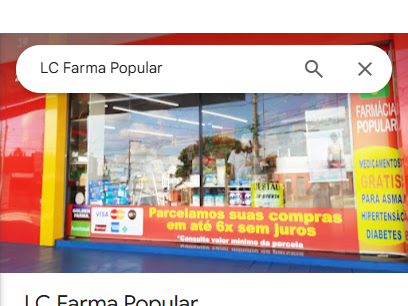 LC Farma Popular
FARMÁCIA
POPULAR
MEDICAMENTOS
GRÁTIS
PARA ASMA
HIPERTENSÃO
DIABETES
VISA
Parcelamos suas compras
em até 6x sem juros
*Consulte valor mínimo da parcela
LC Farma Popular